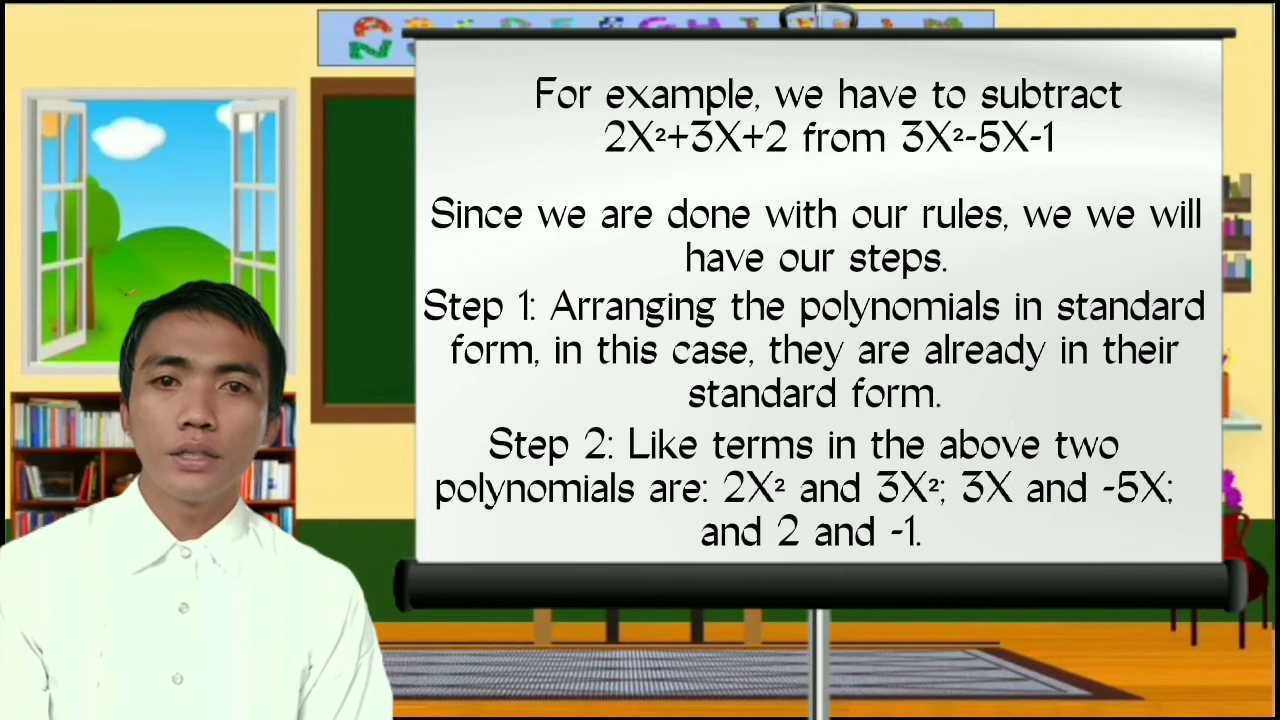 For example, we have to subtract
2X²+3X+2 from 3X²-5X-1
Since we are done with our rules, we we will
have our steps.
Step 1: Arranging the polynomials in standard
form, in this case, they are already in their
standard form.
Step 2: Like terms in the above two
polynomials are: 2X² and 3X²; 3X and -5X;
and 2 and -1.